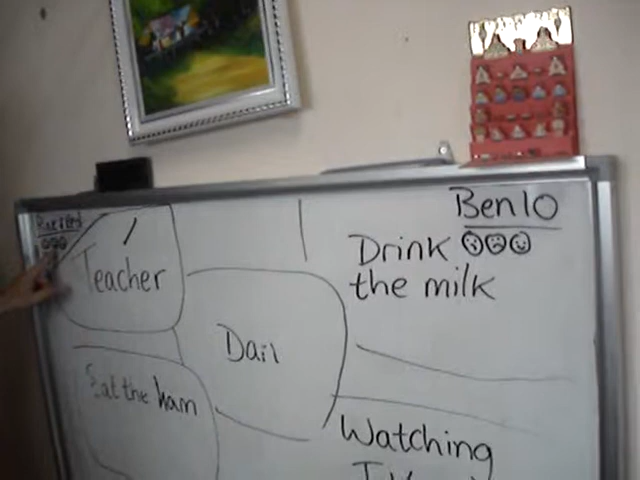 Ben10
Teacher
Drink
the milk
Dail
Eat the ham
Watching